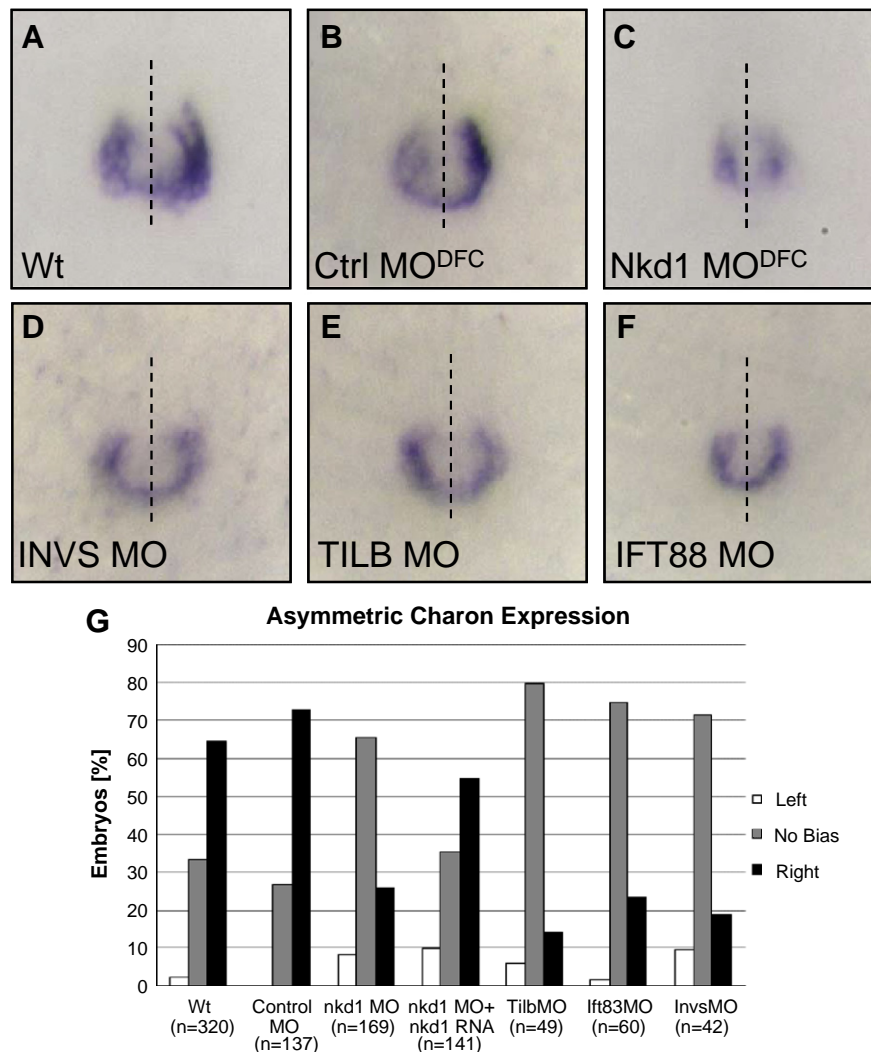 A
B
C
Wt
Ctrl MO^DFC
Nkd1 MO^DFC
D
E
F
INVS MO
TILB MO
IFT88 MO
G
Asymmetric Charon Expression
90
80
70
60
50
40
30
20
10
0
Embryos [%]
Left
No Bias
Right
Wt
(n=320)
Control
MO
(n=137)
nkd1 MO
(n=169)
nkd1 MO+
nkd1 RNA
(n=141)
TilbMO
(n=49)
Ift83MO
(n=60)
InvsMO
(n=42)